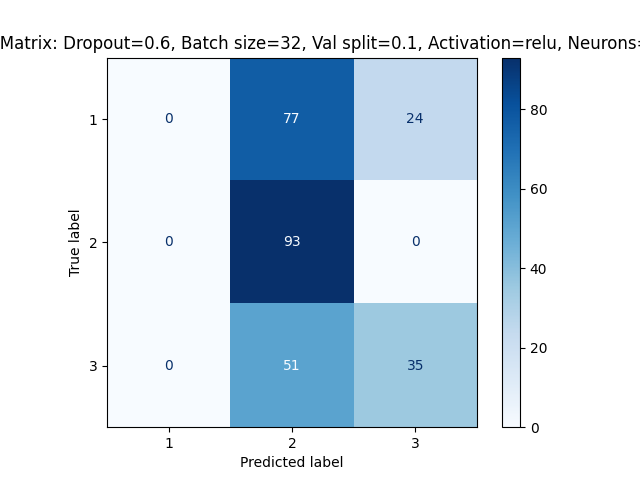 Matrix: Dropout=0.6, Batch size=32, Val split=0.1, Activation=relu, Neurons=
1 0 77 24
2 0 93 0
3 0 51 35
1 2 3
Predicted label
True label
80
60
40
20
0